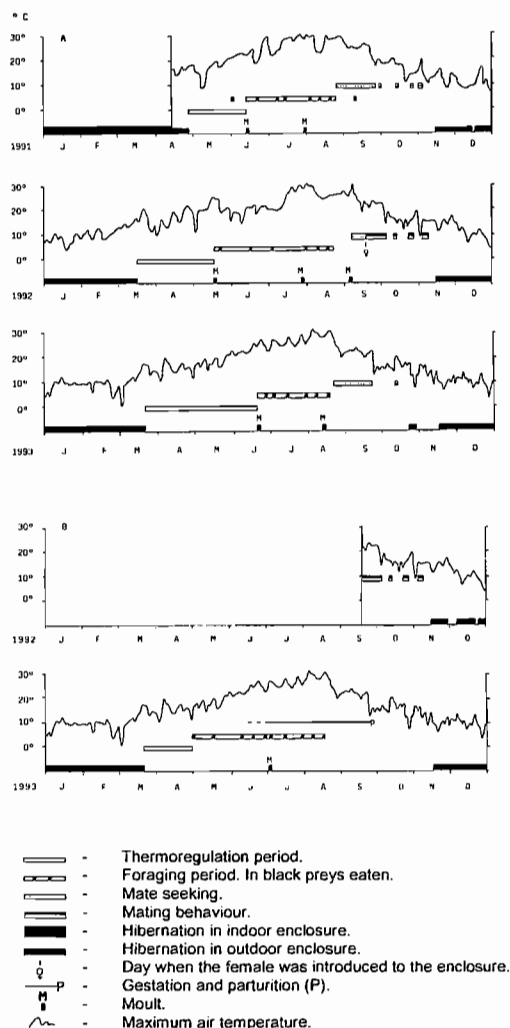 ° C
A
30°
20°
10°
0°
M M
1991 J F M A M J J A S O N D
30°
20°
10°
0°
♀
M M M
1992 J F M A M J J A S O N D
30°
20°
10°
0°
M M
1993 J F M A M J J A S O N D
B
30°
20°
10°
0°
1992 J F M A M J J A S O N D
30°
20°
10°
P
0°
M
1993 J F M A M J J A S O N D
- Thermoregulation period.
- Foraging period. In black preys eaten.
- Mate seeking.
- Mating behaviour.
- Hibernation in indoor enclosure.
- Hibernation in outdoor enclosure.
♀ - Day when the female was introduced to the enclosure.
P - Gestation and parturition (P).
M - Moult.
- Maximum air temperature.